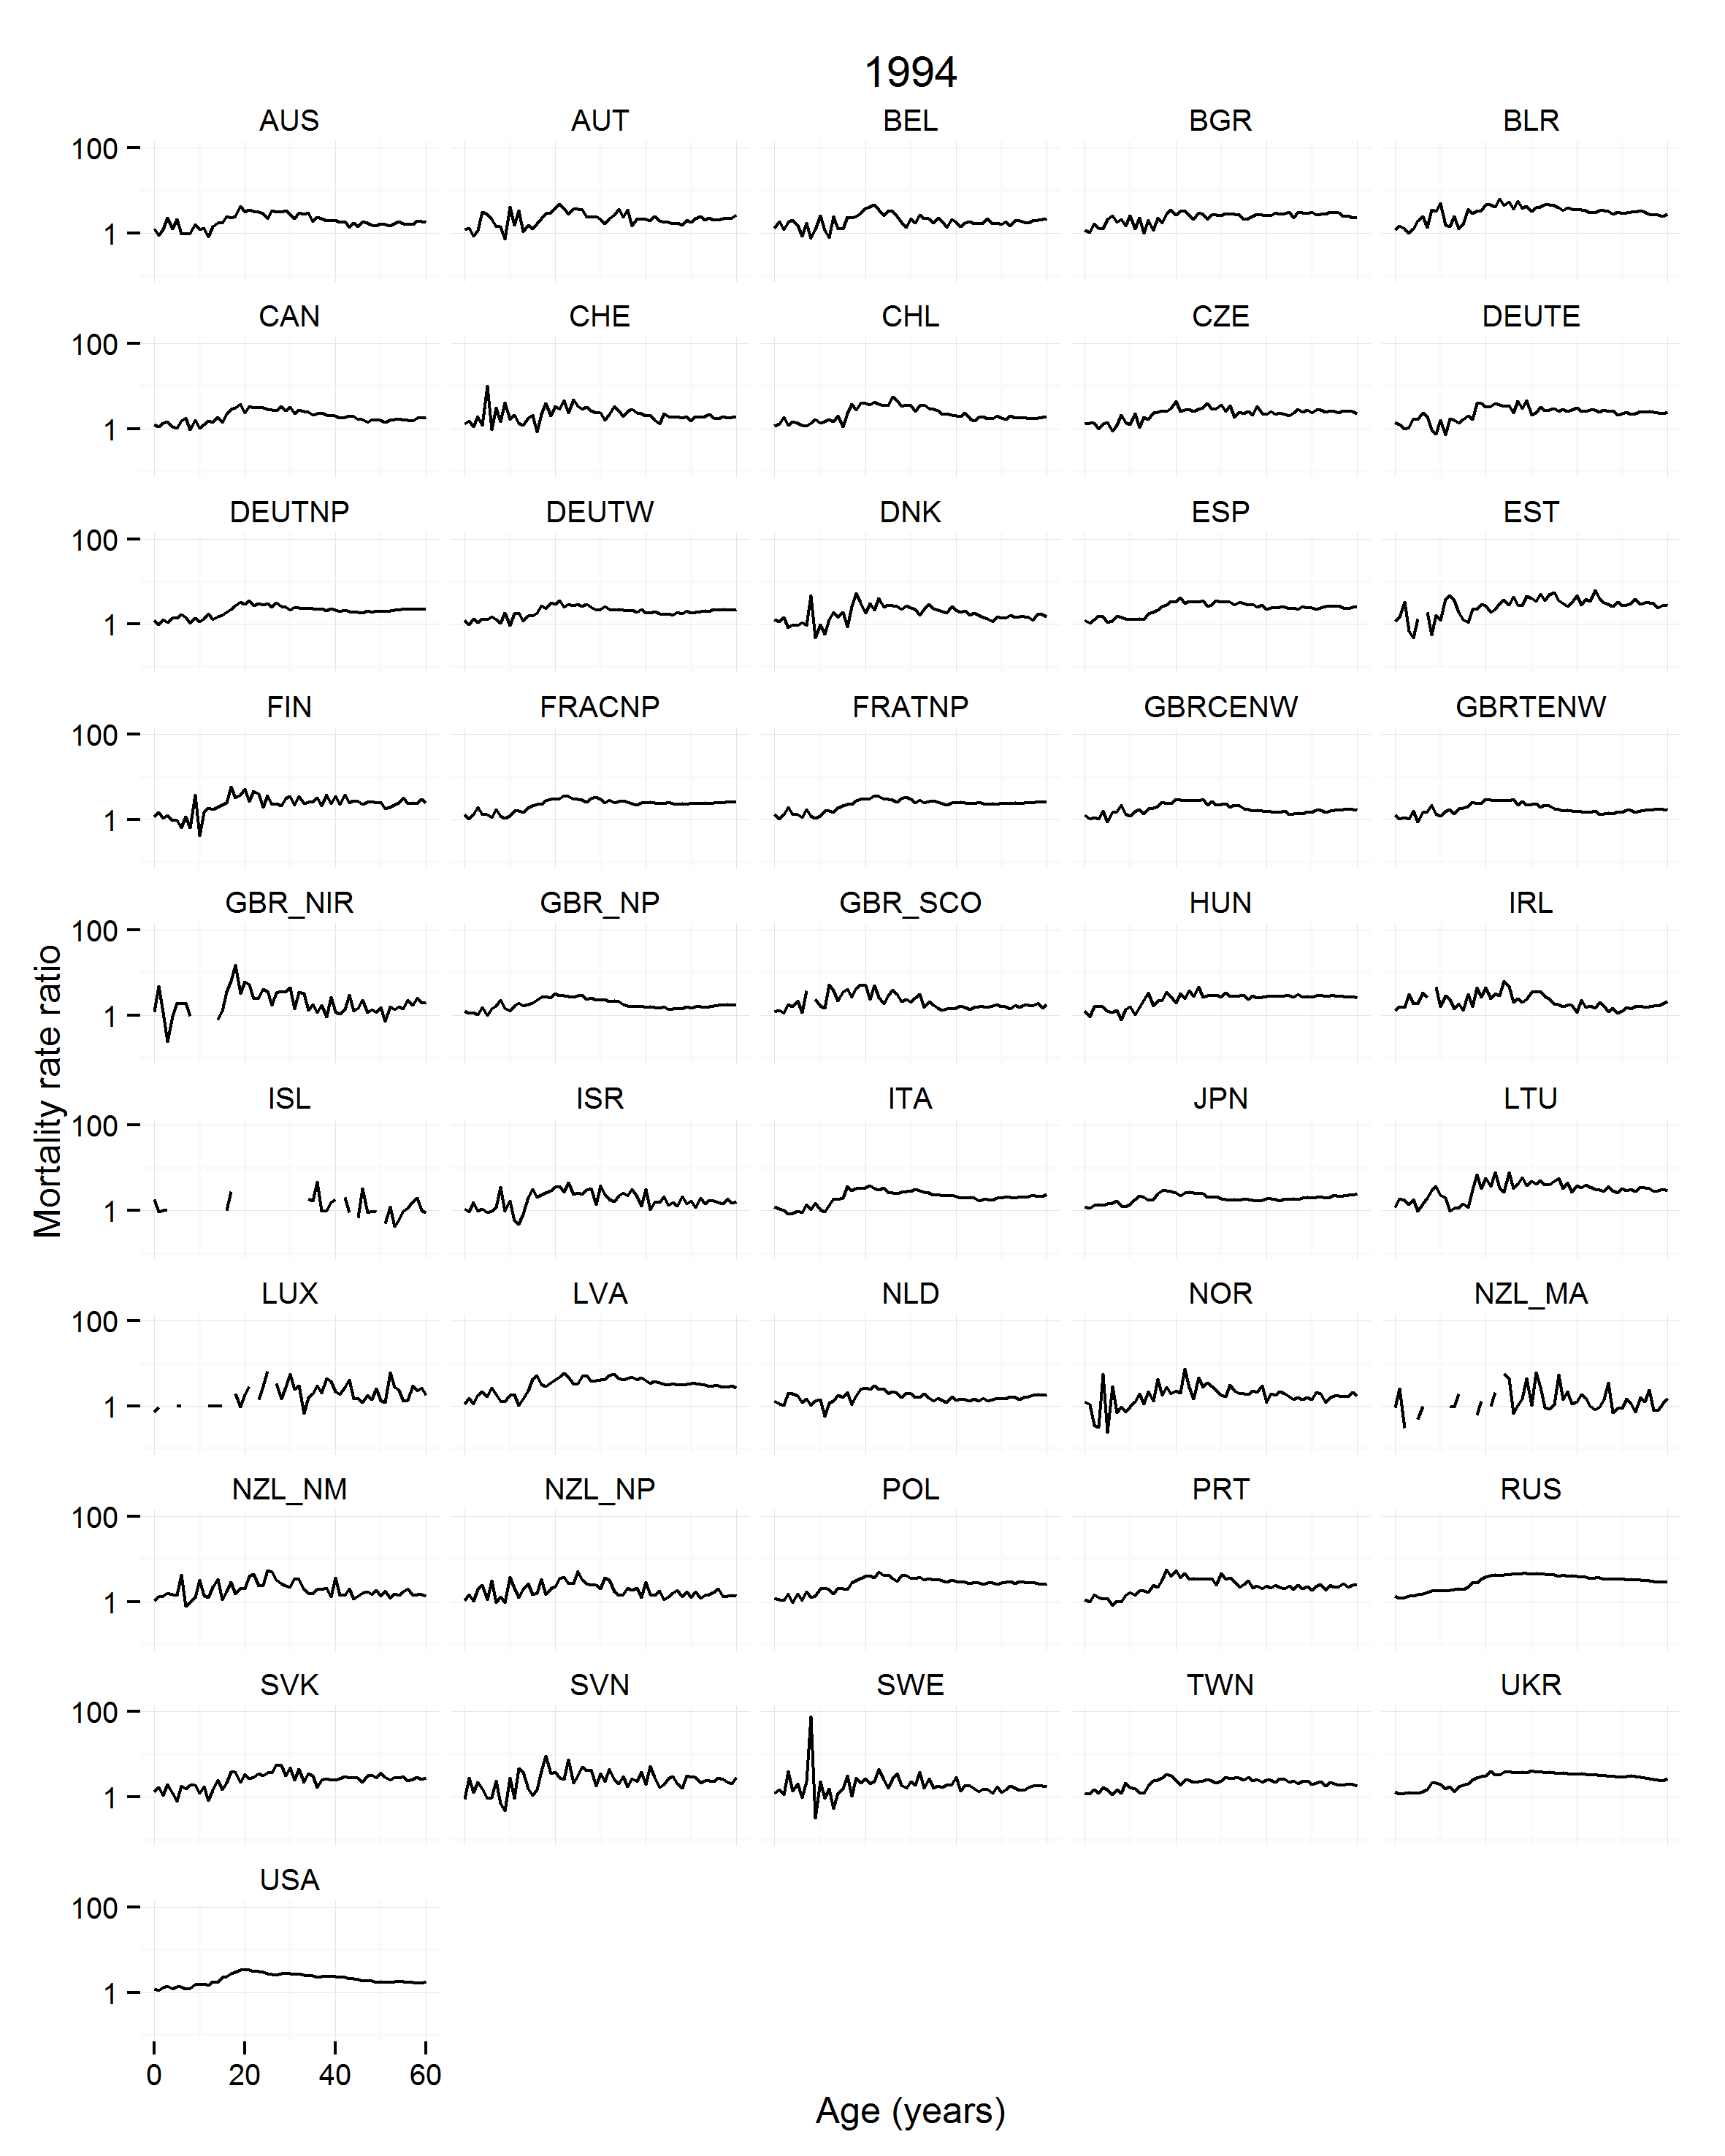 1994
AUS AUT BEL BGR BLR
100
1
CAN CHE CHL CZE DEUTE
100
1
DEUTNP DEUTW DNK ESP EST
100
1
FIN FRACNP FRATNP GBRCENW GBRTENW
100
1
GBR_NIR GBR_NP GBR_SCO HUN IRL
100
1
Mortality rate ratio
ISL ISR ITA JPN LTU
100
1
LUX LVA NLD NOR NZL_MA
100
1
NZL_NM NZL_NP POL PRT RUS
100
1
SVK SVN SWE TWN UKR
100
1
USA
100
1
0 20 40 60
Age (years)